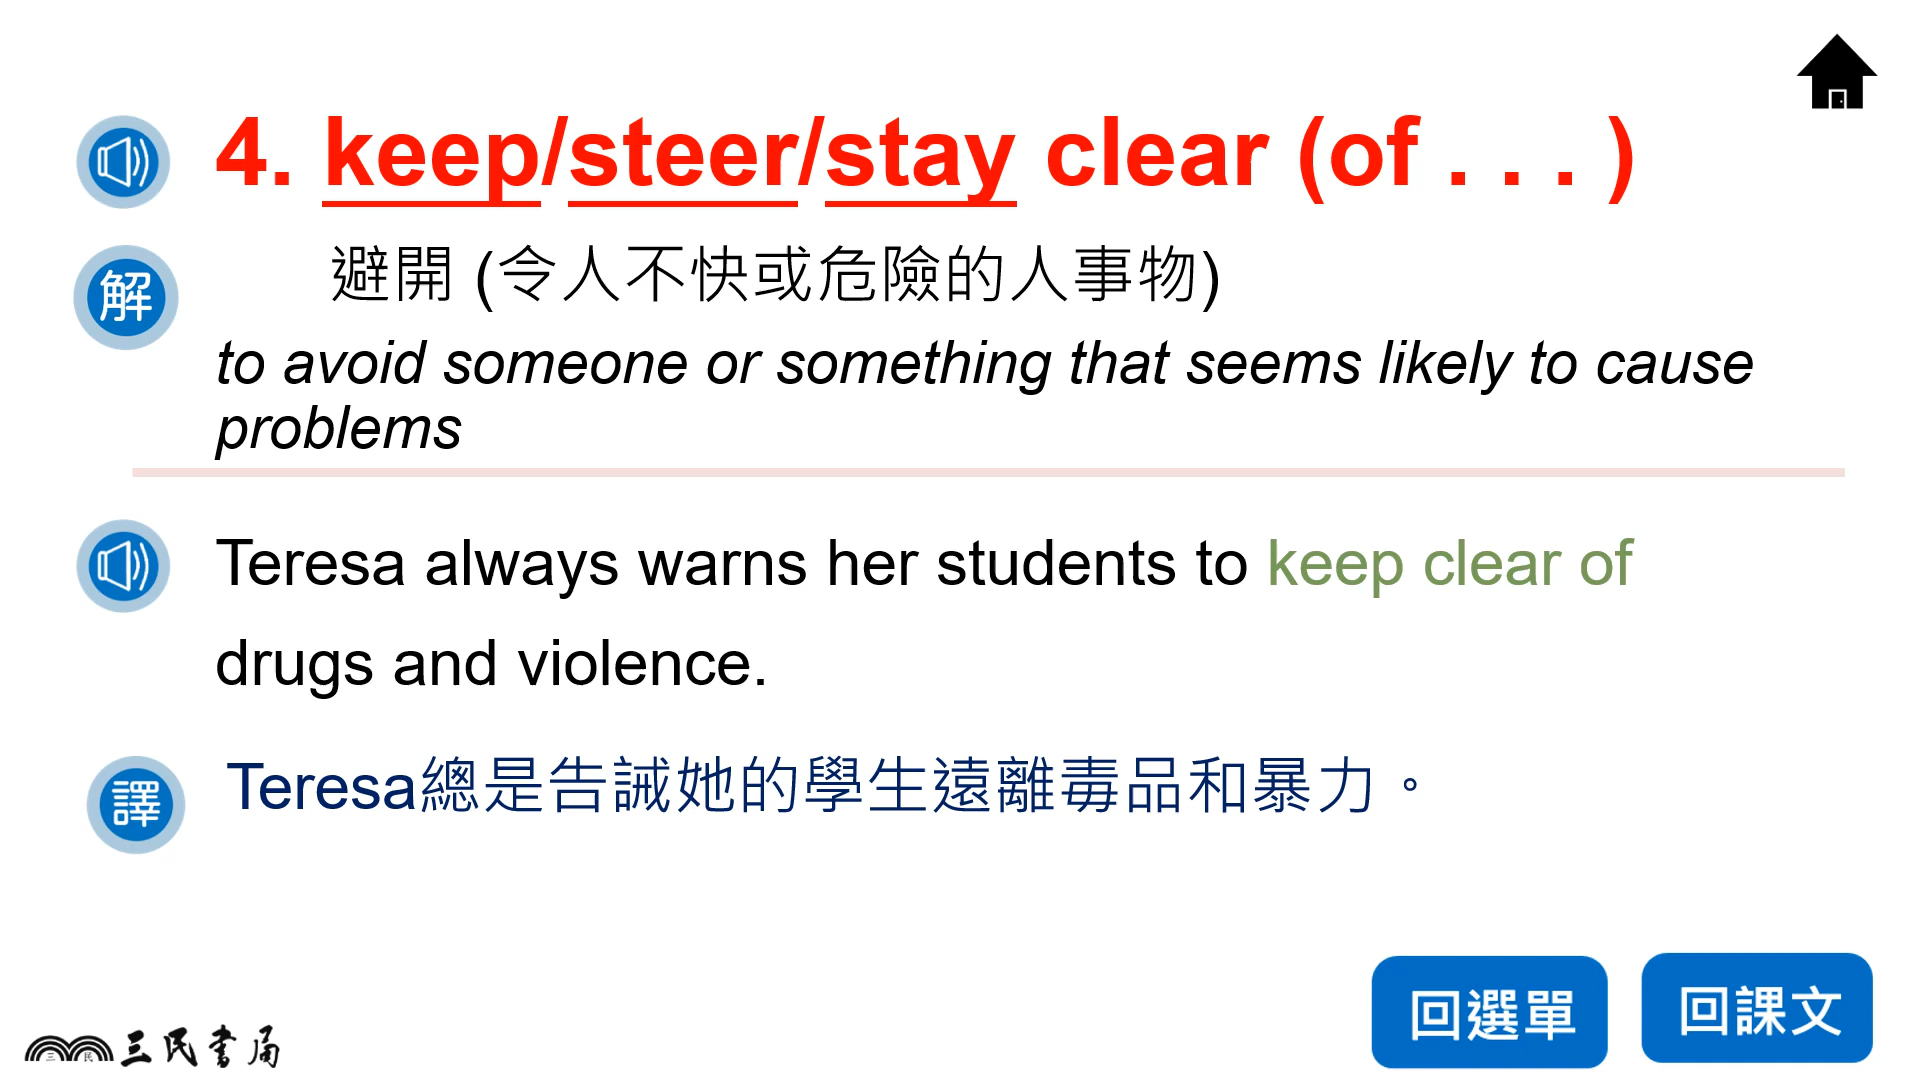 4. keep/steer/stay clear (of . . . )
解
避開 (令人不快或危險的人事物)
to avoid someone or something that seems likely to cause
problems
Teresa always warns her students to keep clear of
drugs and violence.
譯
Teresa總是告誡她的學生遠離毒品和暴力。
回選單
回課文
三民書局